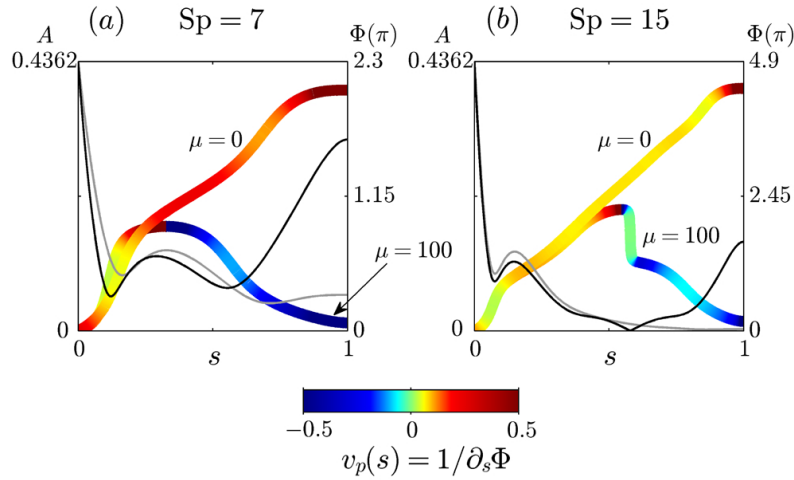 (a) Sp = 7
(b) Sp = 15
A
Φ(π)
A
Φ(π)
0.4362
2.3
0.4362
4.9
μ = 0
μ = 0
1.15
2.45
μ = 100
μ = 100
0
0
0
0
0
s
1
0
s
1
−0.5
0
0.5
v_p(s) = 1/∂_sΦ